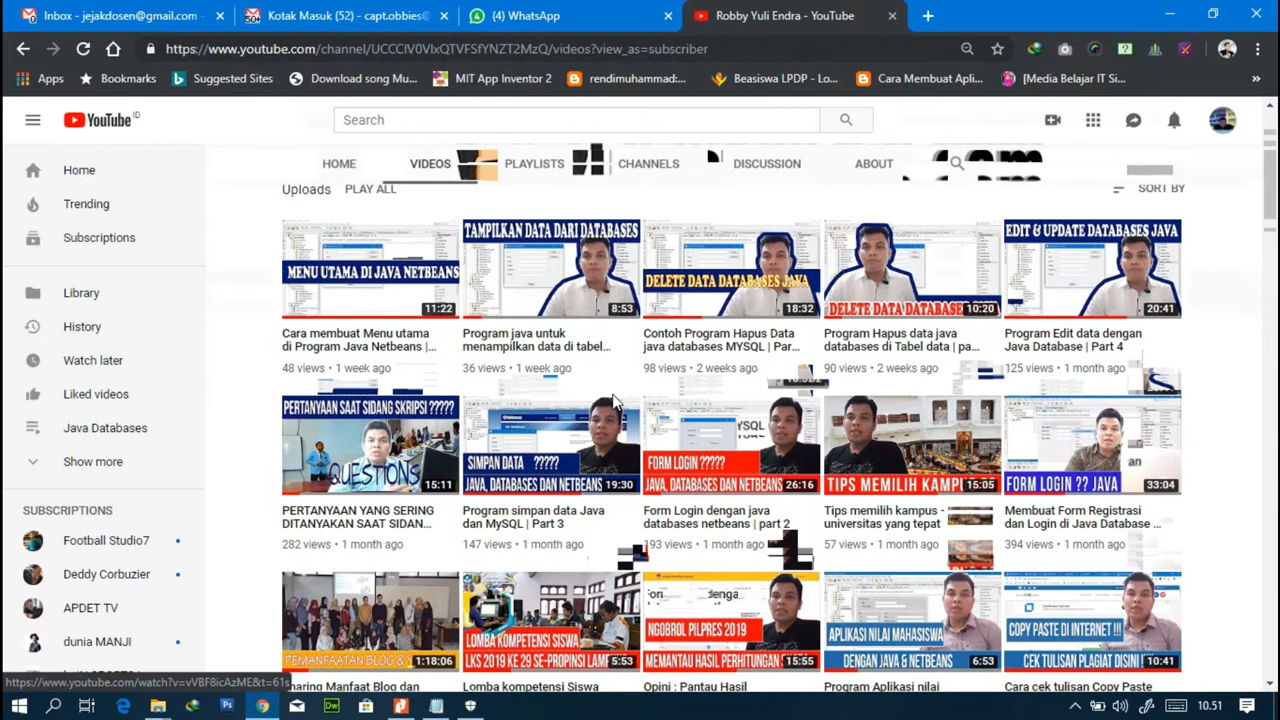 Inbox - jejakdosen@gmail.com
Kotak Masuk (52) - capt.obbies@
(4) WhatsApp
Robby Yuli Endra - YouTube
https://www.youtube.com/channel/UCCClV0VlxQTVFSfYNZT2MzQ/videos?view_as=subscriber
Apps
Bookmarks
Suggested Sites
Download song Mu...
MIT App Inventor 2
rendimuhammad:...
Beasiswa LPDP - Lo...
Cara Membuat Apli...
[Media Belajar IT Si...
YouTube ID
Search
HOME
VIDEOS
PLAYLISTS
CHANNELS
DISCUSSION
ABOUT
Home
Trending
Subscriptions
Library
History
Watch later
Liked videos
Java Databases
Show more
SUBSCRIPTIONS
Football Studio7
Deddy Corbuzier
APDET TV
dunia MANJI
Uploads
PLAY ALL
SORT BY
MENU UTAMA DI JAVA NETBEANS
11:22
TAMPILKAN DATA DARI DATABASES
8:53
DELETE DATA DATABASES JAVA
18:32
DELETE DATA DATABASE
10:20
EDIT & UPDATE DATABASES JAVA
20:41
Cara membuat Menu utama
di Program Java Netbeans |...
48 views • 1 week ago
Program java untuk
menampilkan data di tabel...
36 views • 1 week ago
Contoh Program Hapus Data
java databases MYSQL | Par...
98 views • 2 weeks ago
Program Hapus data java
databases di Tabel data | pa...
90 views • 2 weeks ago
Program Edit data dengan
Java Database | Part 4
125 views • 1 month ago
PERTANYAAN SAAT SIDANG SKRIPSI ?????
QUESTIONS
15:11
SIMPAN DATA ?????
JAVA, DATABASES DAN NETBEANS
19:30
FORM LOGIN ?????
JAVA, DATABASES DAN NETBEANS
26:16
TIPS MEMILIH KAMPUS
15:05
FORM LOGIN ?? JAVA
33:04
PERTANYAAN YANG SERING
DITANYAKAN SAAT SIDAN...
282 views • 1 month ago
Program simpan data Java
dan MySQL | Part 3
147 views • 1 month ago
Form Login dengan java
databases netbeans | part 2
193 views • 1 month ago
Tips memilih kampus -
universitas yang tepat
57 views • 1 month ago
Membuat Form Registrasi
dan Login di Java Database ...
394 views • 1 month ago
PEMANFAATAN BLOG &
1:18:06
LOMBA KOMPETENSI SISWA
LKS 2019 KE 29 SE-PROPINSI LAM
5:53
NGOBROL PILPRES 2019
MEMANTAU HASIL PERHITUNGAN
15:55
APLIKASI NILAI MAHASISWA
DENGAN JAVA & NETBEANS
6:53
COPY PASTE DI INTERNET !!!
CEK TULISAN PLAGIAT DISINI
10:41
Sharing Manfaat Blog dan
Lomba kompetensi Siswa
Opini : Pantau Hasil
Program Aplikasi nilai
Cara cek tulisan Copy Paste
https://www.youtube.com/watch?v=vVBF8icAzME&t=61s
10.51